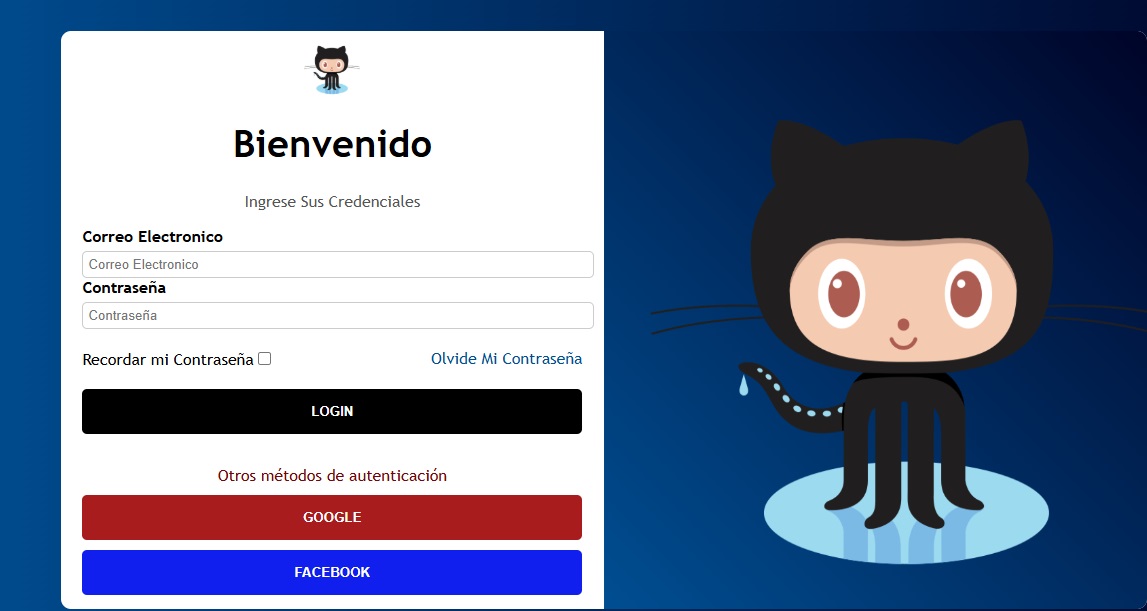 Bienvenido
Ingrese Sus Credenciales
Correo Electronico
Correo Electronico
Contraseña
Contraseña
Recordar mi Contraseña Olvide Mi Contraseña
LOGIN
Otros métodos de autenticación
GOOGLE
FACEBOOK